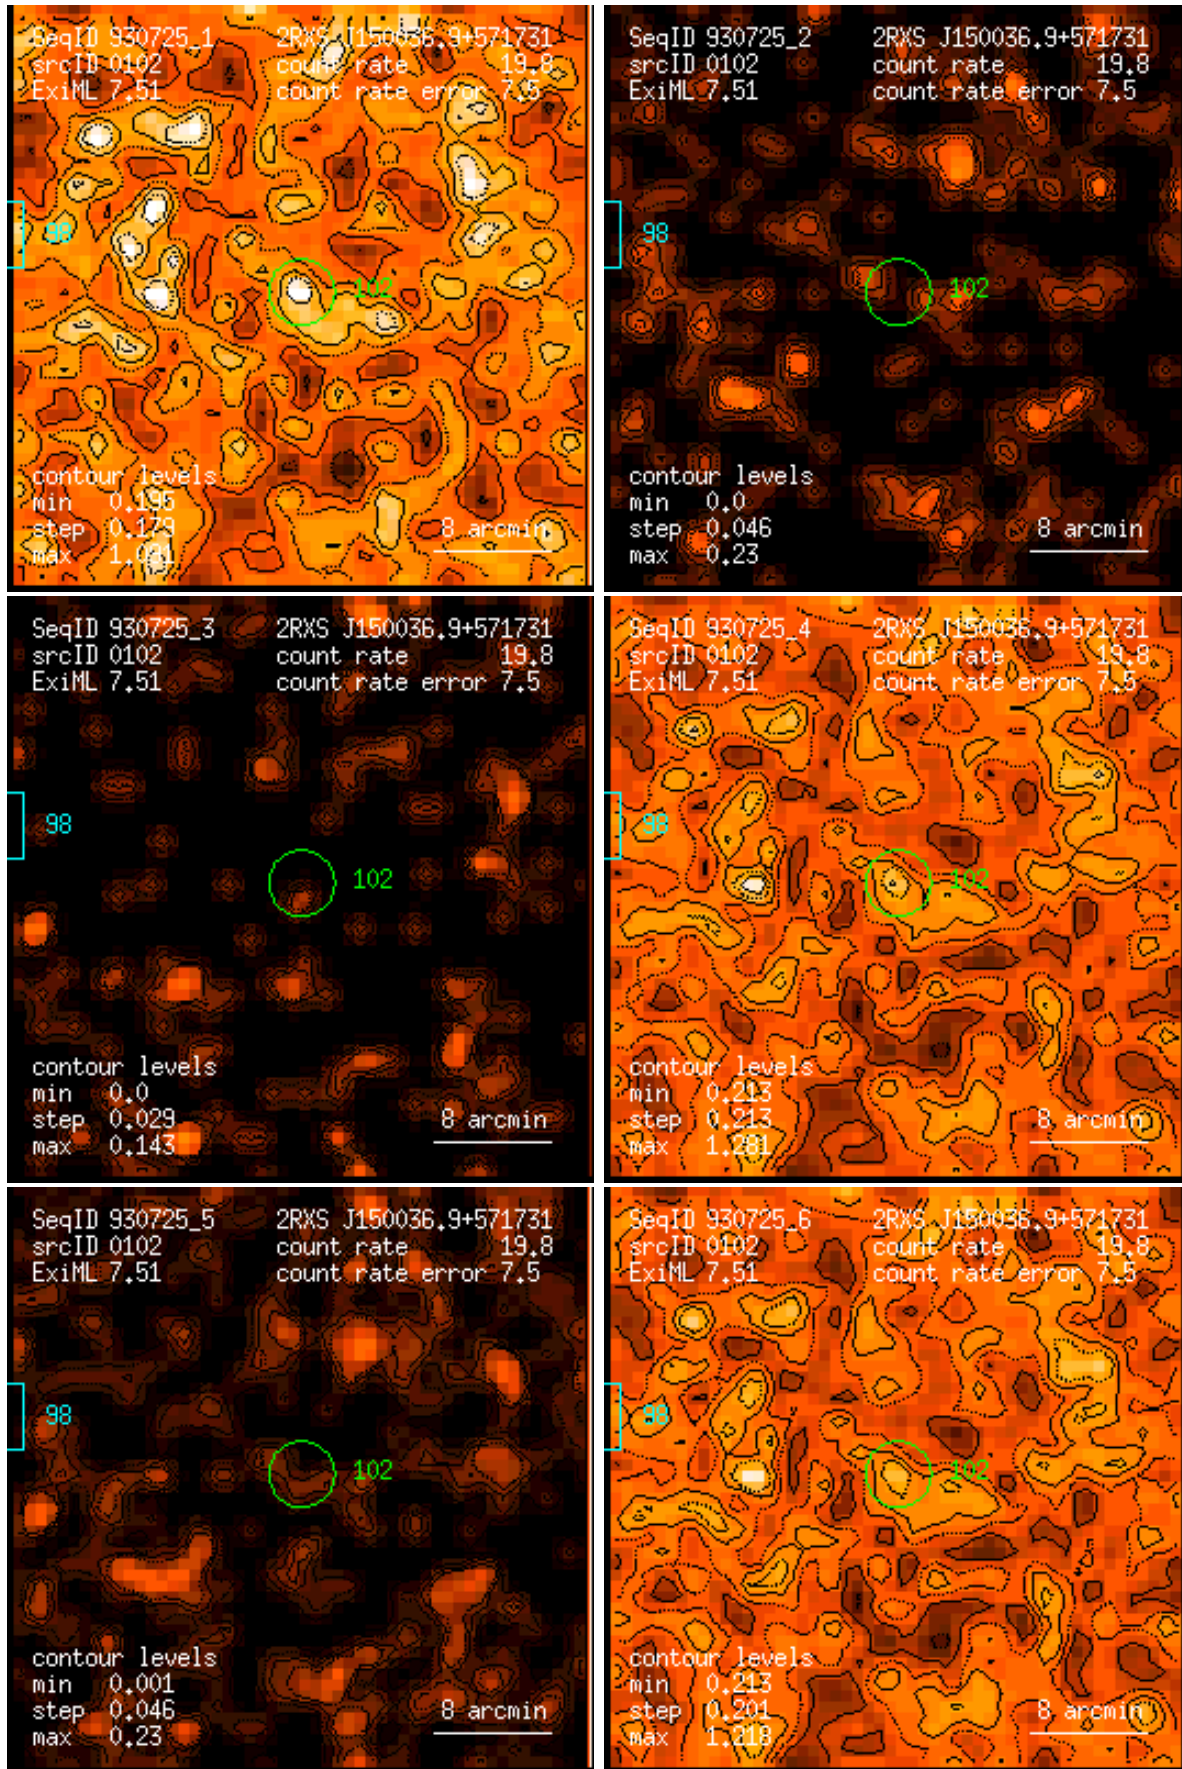 SeqID 930725_1 2RXS J150036.9+571731
srcID 0102 count rate 19.8
ExiML 7.51 count rate error 7.5
98
102
contour levels
min 0.195
step 0.179
max 1.091
8 arcmin
SeqID 930725_2 2RXS J150036.9+571731
srcID 0102 count rate 19.8
ExiML 7.51 count rate error 7.5
98
102
contour levels
min 0.0
step 0.046
max 0.23
8 arcmin
SeqID 930725_3 2RXS J150036.9+571731
srcID 0102 count rate 19.8
ExiML 7.51 count rate error 7.5
98
102
contour levels
min 0.0
step 0.029
max 0.143
8 arcmin
SeqID 930725_4 2RXS J150036.9+571731
srcID 0102 count rate 19.8
ExiML 7.51 count rate error 7.5
98
102
contour levels
min 0.213
step 0.213
max 1.281
8 arcmin
SeqID 930725_5 2RXS J150036.9+571731
srcID 0102 count rate 19.8
ExiML 7.51 count rate error 7.5
98
102
contour levels
min 0.001
step 0.046
max 0.23
8 arcmin
SeqID 930725_6 2RXS J150036.9+571731
srcID 0102 count rate 19.8
ExiML 7.51 count rate error 7.5
98
102
contour levels
min 0.213
step 0.201
max 1.218
8 arcmin